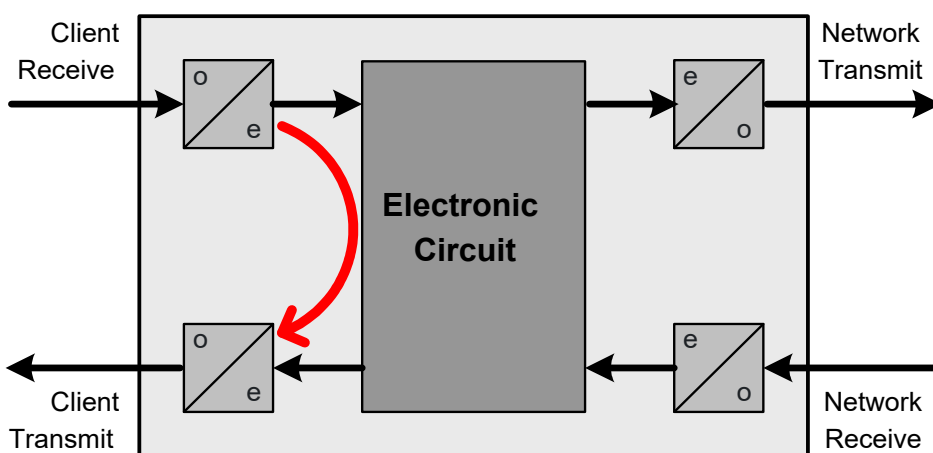 Client
Receive
Network
Transmit
o
e
e
o
Electronic
Circuit
o
e
e
o
Client
Transmit
Network
Receive